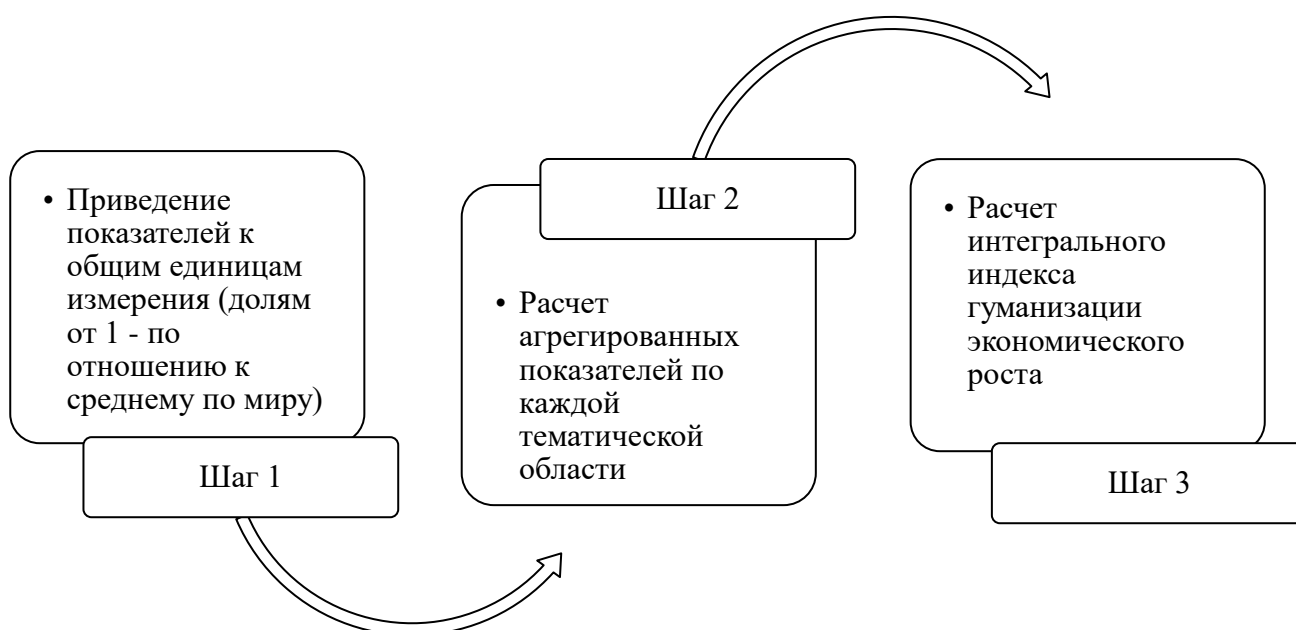 • Приведение
показателей к
общим единицам
измерения (долям
от 1 - по
отношению к
среднему по миру)
Шаг 1
Шаг 2
• Расчет
агрегированных
показателей по
каждой
тематической
области
• Расчет
интегрального
индекса
гуманизации
экономического
роста
Шаг 3